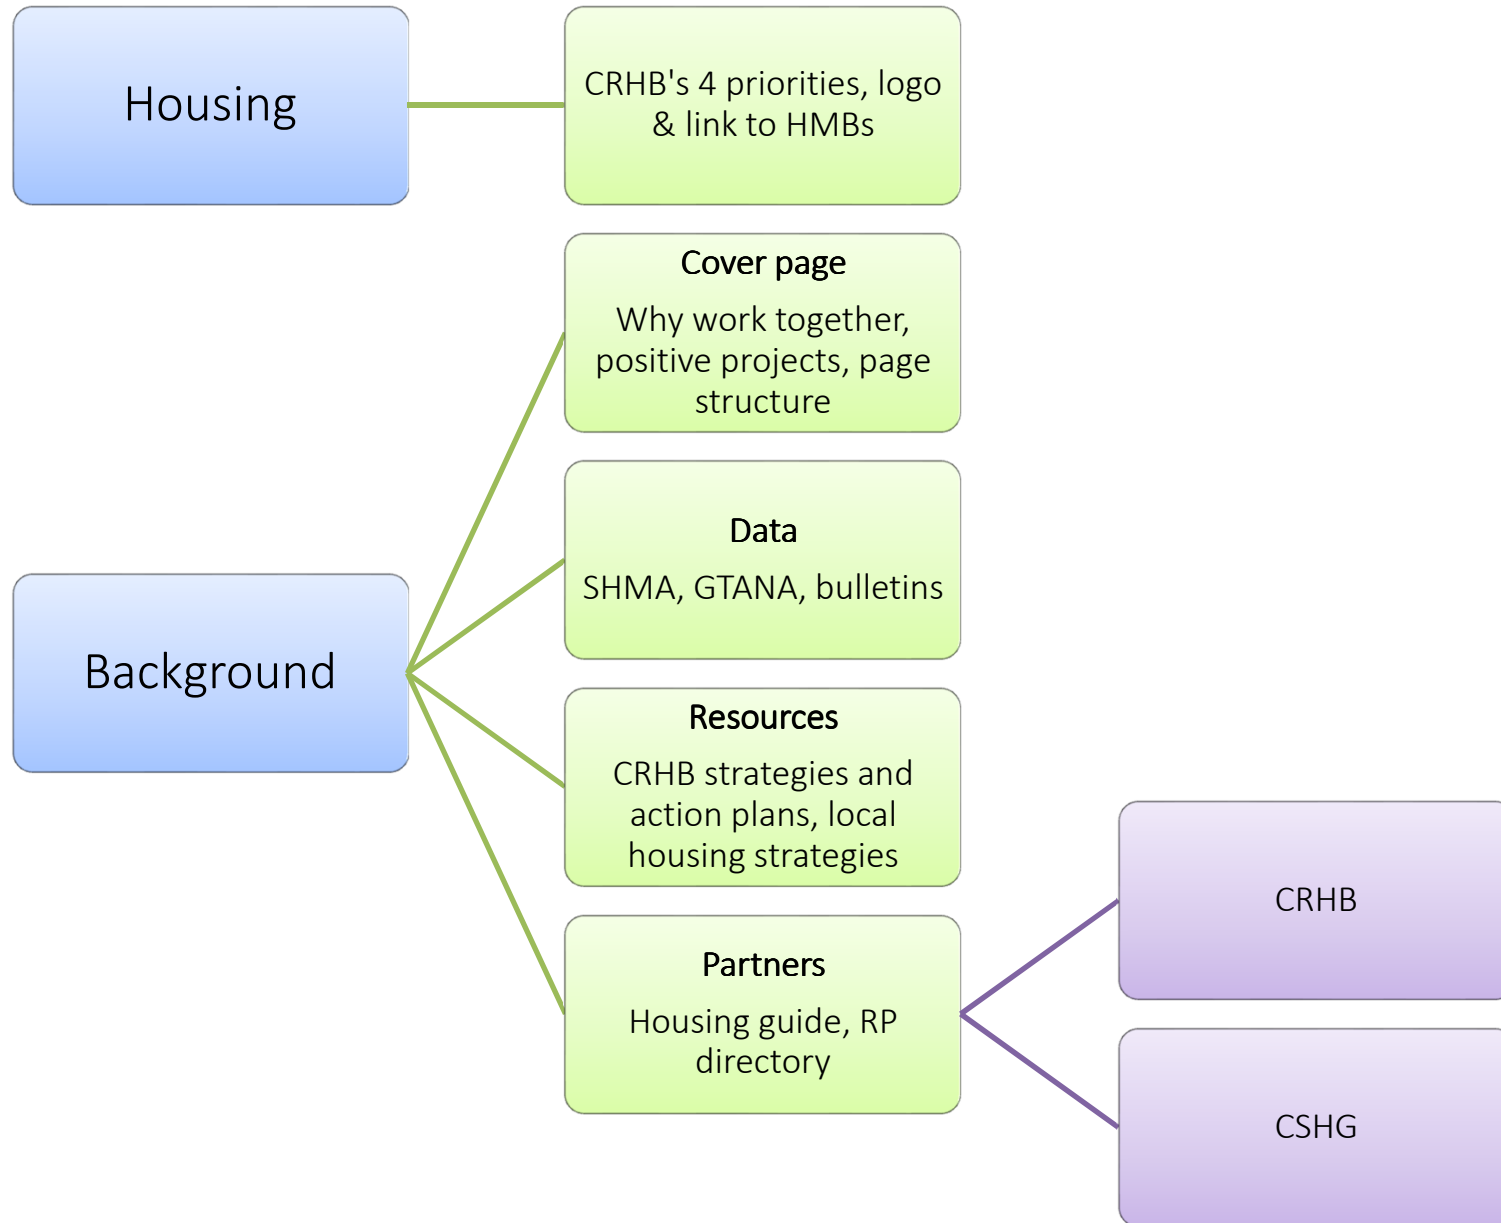 Housing
CRHB's 4 priorities, logo
& link to HMBs
Cover page
Why work together,
positive projects, page
structure
Data
SHMA, GTANA, bulletins
Background
Resources
CRHB strategies and
action plans, local
housing strategies
Partners
Housing guide, RP
directory
CRHB
CSHG